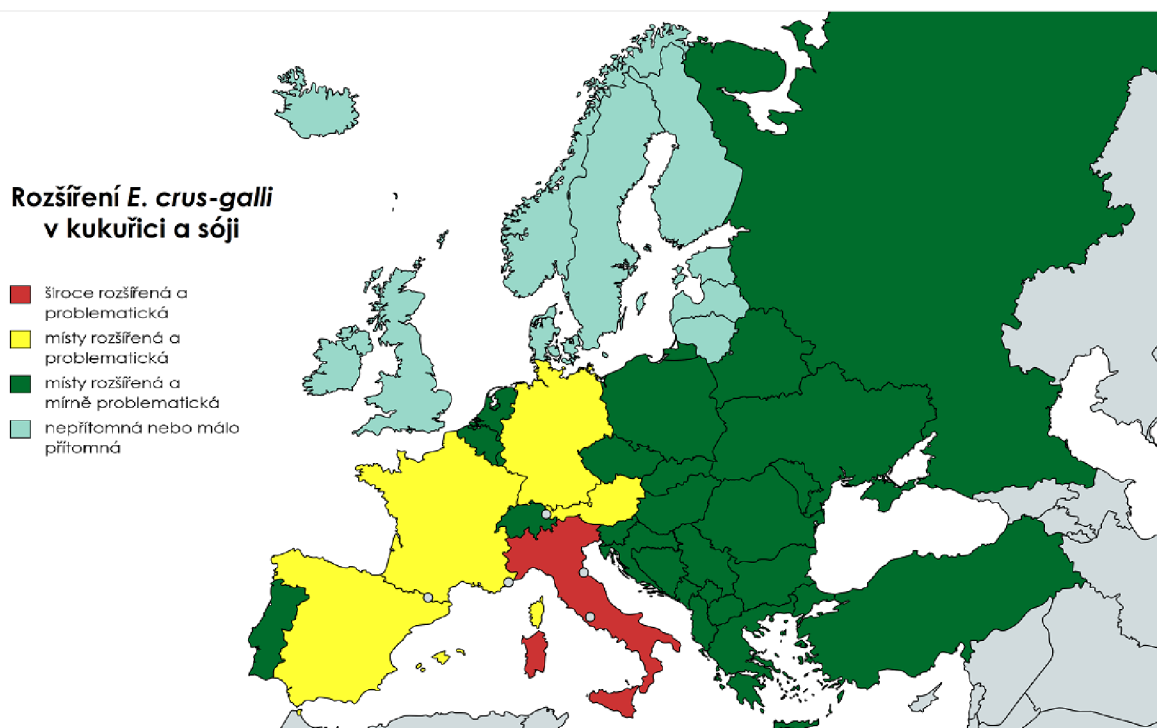 Rozšíření E. crus-galli
v kukuřici a sóji
široce rozšířená a
problematická
místy rozšířená a
problematická
místy rozšířená a
mírně problematická
nepřítomná nebo málo
přítomná